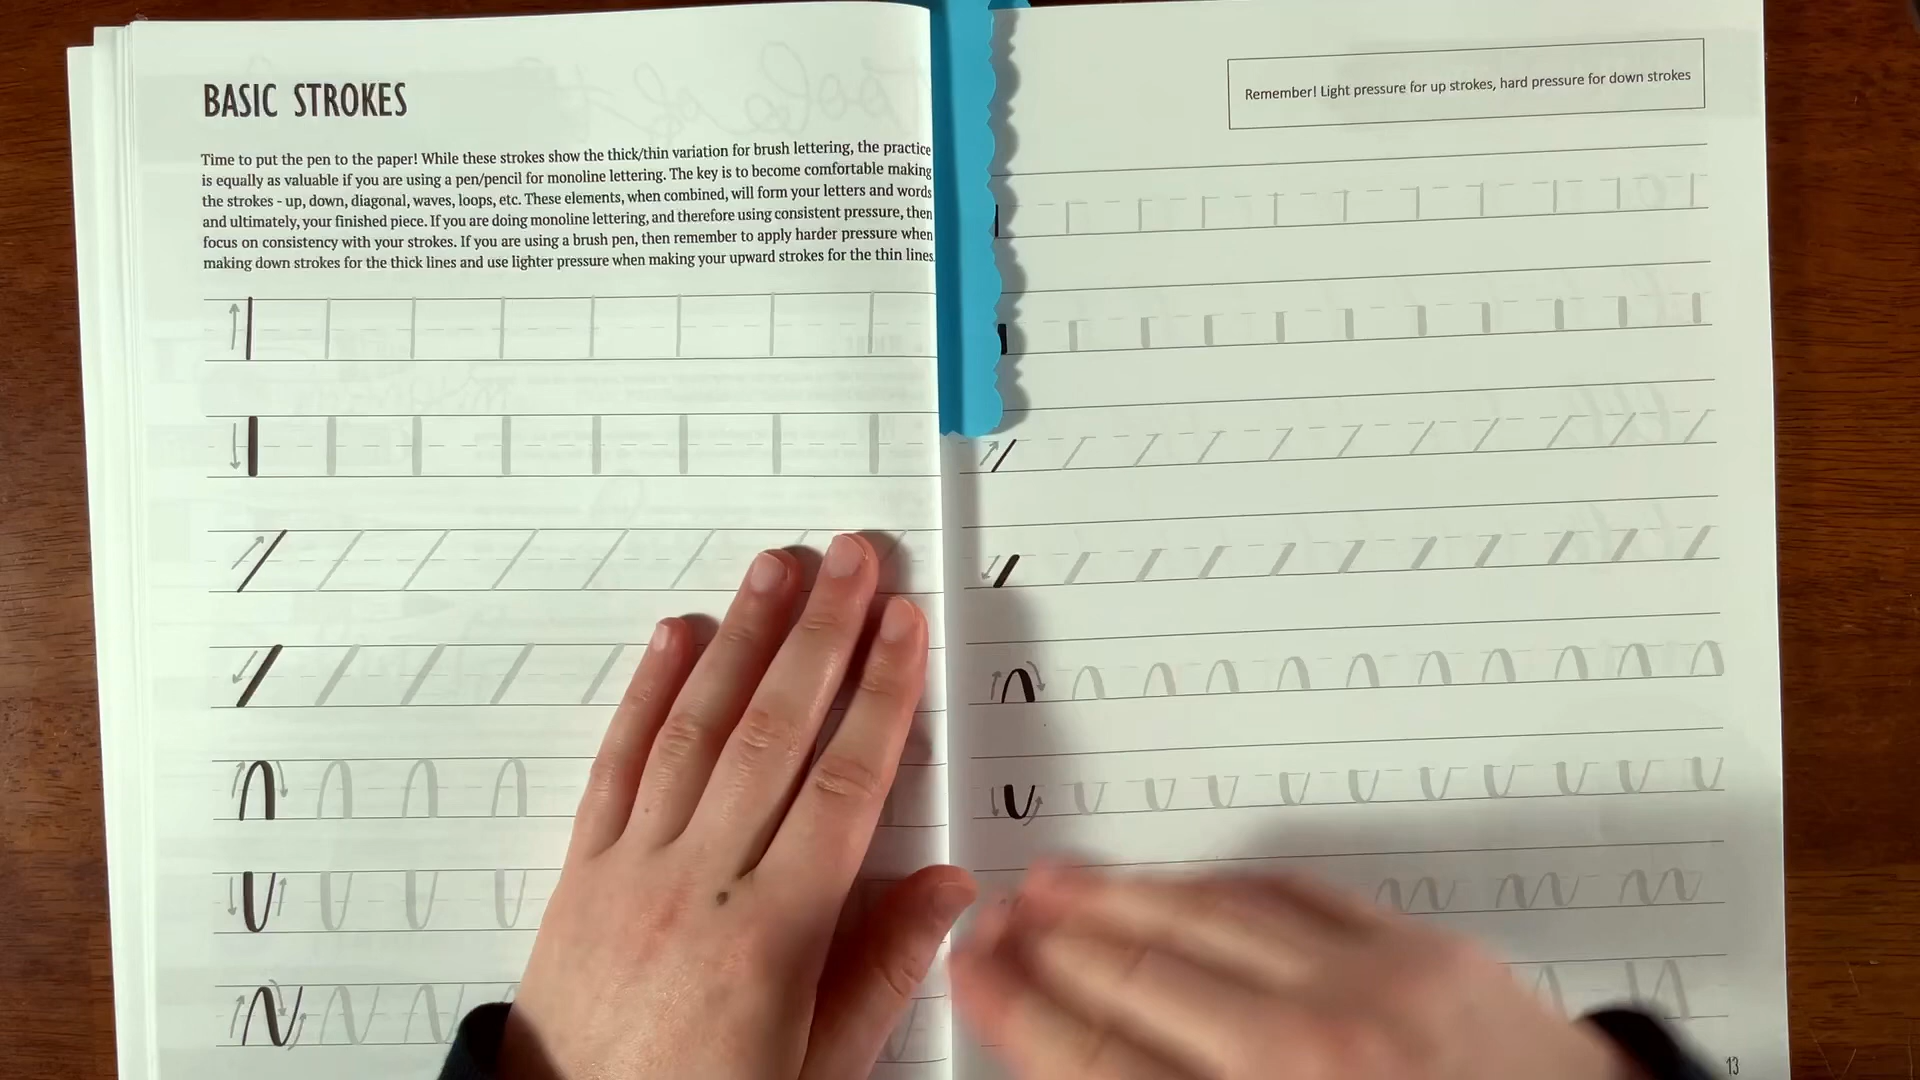 BASIC STROKES
Time to put the pen to the paper! While these strokes show the thick/thin variation for brush lettering, the practice
is equally as valuable if you are using a pen/pencil for monoline lettering. The key is to become comfortable making
the strokes - up, down, diagonal, waves, loops, etc. These elements, when combined, will form your letters and words
and ultimately, your finished piece. If you are doing monoline lettering, and therefore using consistent pressure, then
focus on consistency with your strokes. If you are using a brush pen, then remember to apply harder pressure when
making down strokes for the thick lines and use lighter pressure when making your upward strokes for the thin lines.
Remember! Light pressure for up strokes, hard pressure for down strokes
13